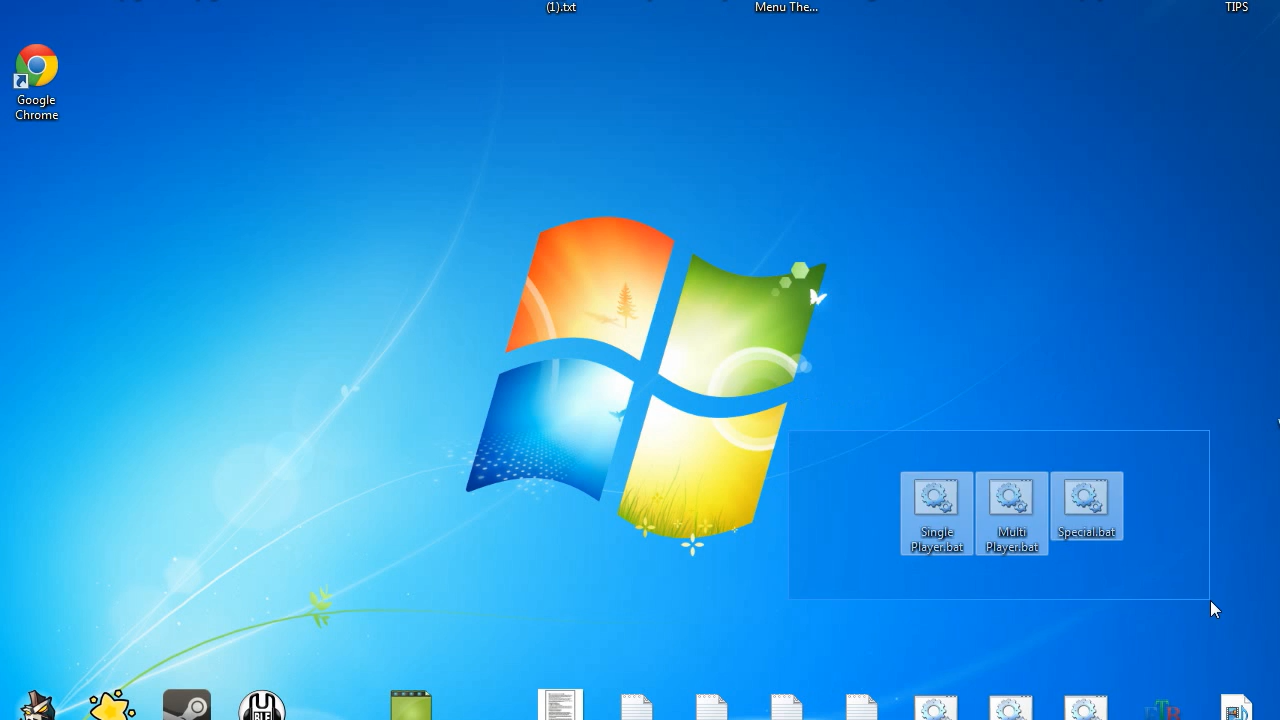 (1).txt
Menu The...
TIPS
Google
Chrome
Single
Player.bat
Multi
Player.bat
Special.bat